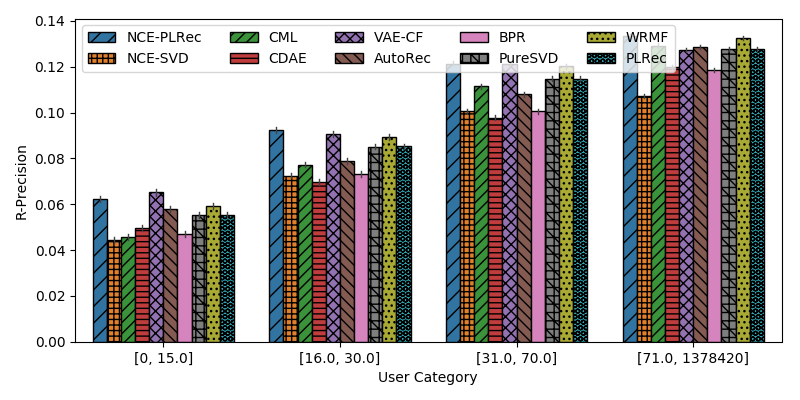 0.14
0.12
0.10
0.08
0.06
0.04
0.02
0.00
R-Precision
NCE-PLRec CML VAE-CF BPR WRMF
NCE-SVD CDAE AutoRec PureSVD PLRec
[0, 15.0] [16.0, 30.0] [31.0, 70.0] [71.0, 1378420]
User Category